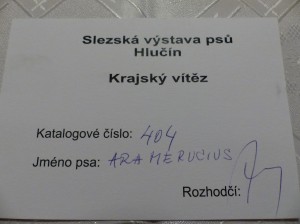 Slezská výstava psů
Hlučín
Krajský vítěz
Katalogové číslo: 404
Jméno psa: ARA MERUCIUS
Rozhodčí: